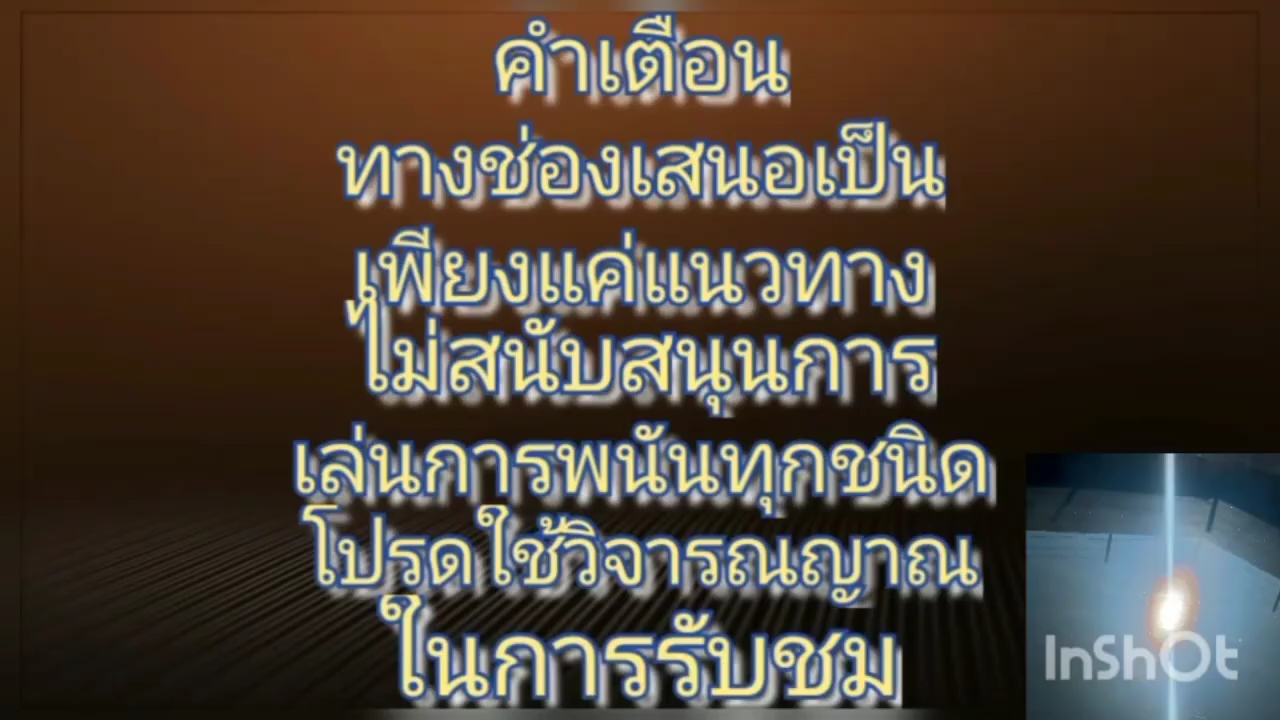 คำเตือน
ทางช่องเสนอเป็น
เพียงแค่แนวทาง
ไม่สนับสนุนการ
เล่นการพนันทุกชนิด
โปรดใช้วิจารณญาณ
ในการรับชม
InShOt